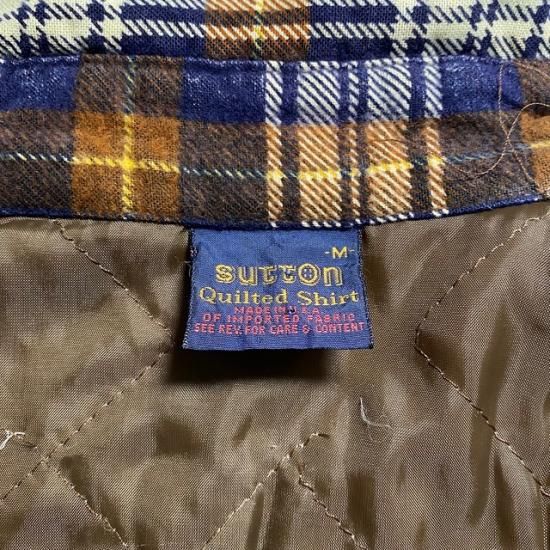 -M-
SUTTON
Quilted Shirt
MADE IN U.S.A
OF IMPORTED FABRIC
SEE REV. FOR CARE & CONTENT